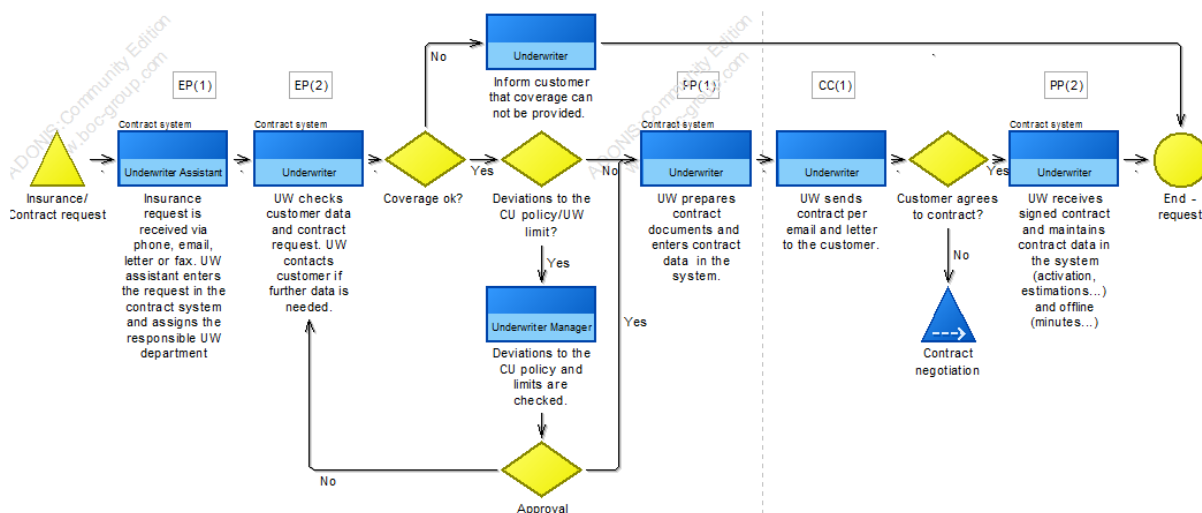 ADONIS:Community Edition
www.boc-group.com
ADONIS:Community Edition
www.boc-group.com
EP(1)
EP(2)
PP(1)
CC(1)
PP(2)
Insurance/
Contract request
Contract system
Underwriter Assistant
Insurance
request is
received via
phone, email,
letter or fax. UW
assistant enters
the request in the
contract system
and assigns the
responsible UW
department
Contract system
Underwriter
UW checks
customer data
and contract
request. UW
contacts
customer if
further data is
needed.
Coverage ok?
No
Yes
Underwriter
Inform customer
that coverage can
not be provided.
Deviations to the
CU policy/UW
limit?
No
Yes
Underwriter Manager
Deviations to the
CU policy and
limits are
checked.
Approval
No
Yes
Contract system
Underwriter
UW prepares
contract
documents and
enters contract
data in the
system.
Underwriter
UW sends
contract per
email and letter
to the customer.
Customer agrees
to contract?
Yes
No
Contract
negotiation
Contract system
Underwriter
UW receives
signed contract
and maintains
contract data in
the system
(activation,
estimations...)
and offline
(minutes...)
End -
request